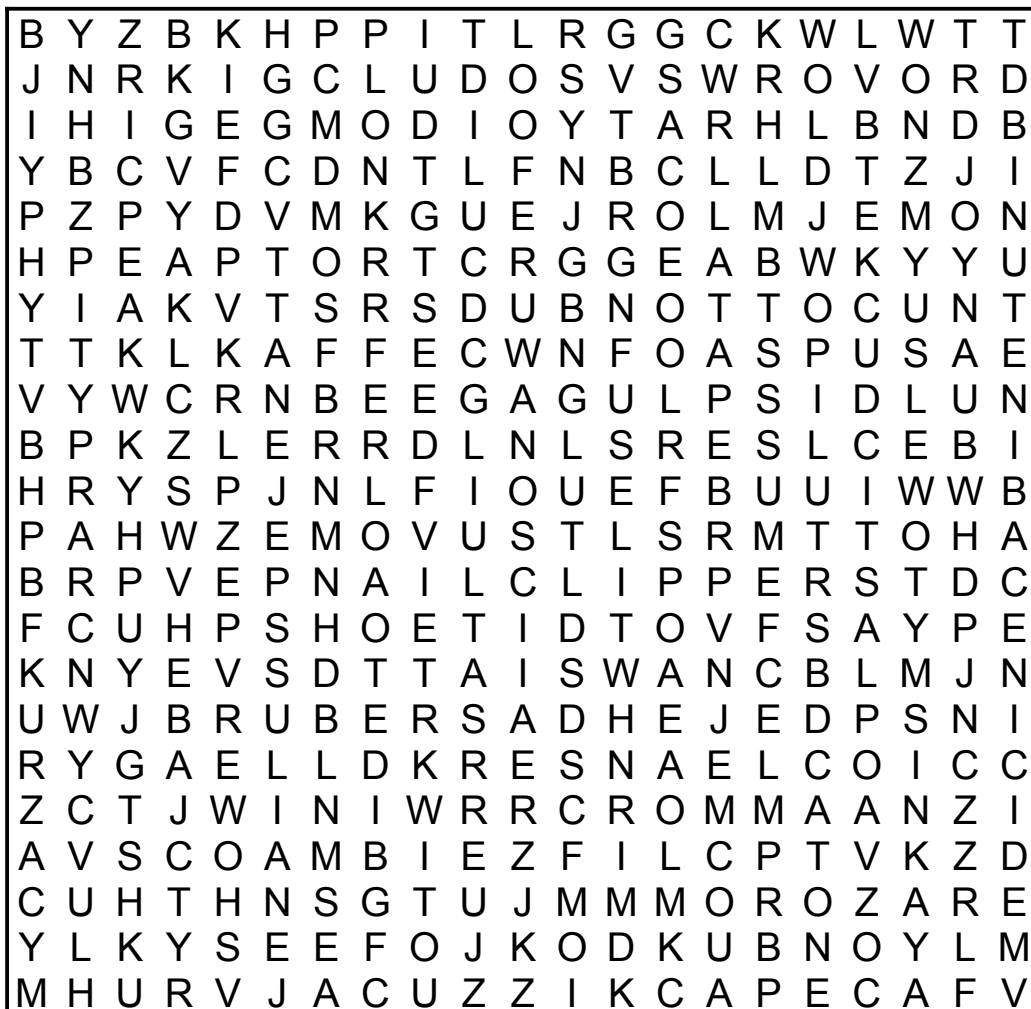 B Y Z B K H P P I T L R G G C K W L W T T
J N R K I G C L U D O S V S W R O V O R D
I H I G E G M O D I O Y T A R H L B N D B
Y B C V F C D N T L F N B C L L D T Z J I
P Z P Y D V M K G U E J R O L M J E M O N
H P E A P T O R T C R G G E A B W K Y Y U
Y I A K V T S R S D U B N O T T O C U N T
T T K L K A F F E C W N F O A S P U S A E
V Y W C R N B E E G A G U L P S I D L U N
B P K Z L E R R D L N L S R E S L C E B I
H R Y S P J N L F I O U E F B U U I W W B
P A H W Z E M O V U S T L S R M T T O H A
B R P V E P N A I L C L I P P E R S T D C
F C U H P S H O E T I D T O V F S A Y P E
K N Y E V S D T T A I S W A N C B L M J N
U W J B R U B E R S A D H E J E D P S N I
R Y G A E L L D K R E S N A E L C O I C C
Z C T J W I N I W R R C R O M M A A N Z I
A V S C O A M B I E Z F I L C P T V K Z D
C U H T H N S G T U J M M M O R O Z A R E
Y L K Y S E E F O J K O D K U B N O Y L M
M H U R V J A C U Z Z I K C A P E C A F V